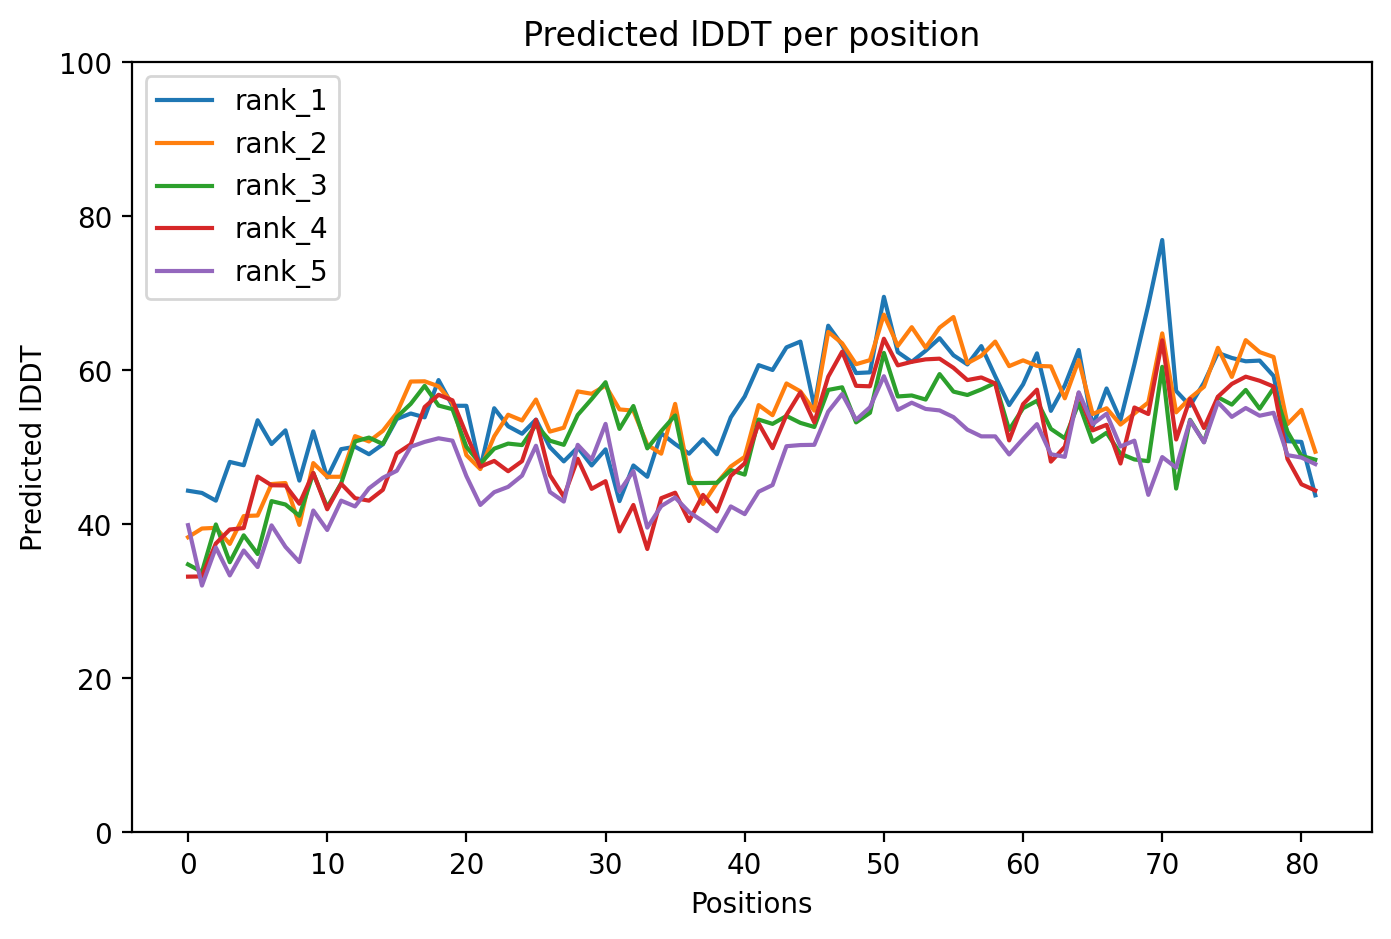 Predicted lDDT per position
100
80
60
40
20
0
Predicted lDDT
rank_1
rank_2
rank_3
rank_4
rank_5
0 10 20 30 40 50 60 70 80
Positions